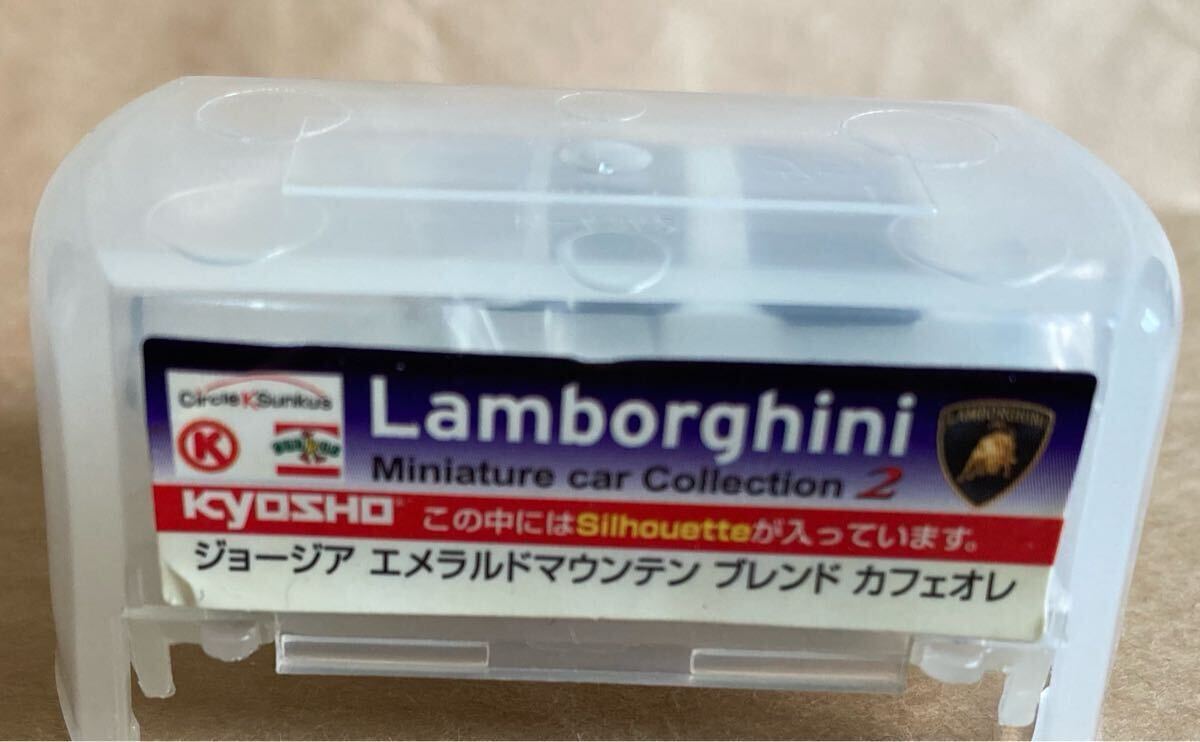 Circle K Sunkus
K
Lamborghini
LAMBORGHINI
Miniature car Collection 2
KYOSHO この中にはSilhouetteが入っています。
ジョージア エメラルドマウンテン ブレンド カフェオレ